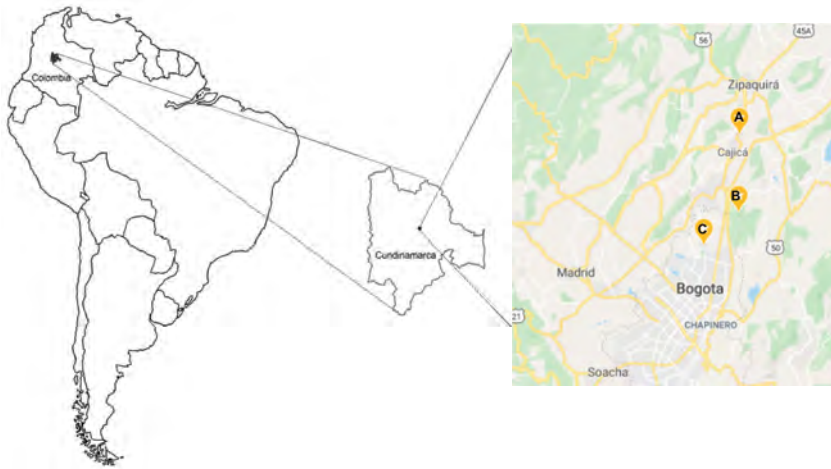 Colombia
Cundinamarca
56
45A
Zipaquirá
A
Cajicá
B
C
50
Madrid
Bogota
21
CHAPINERO
Soacha